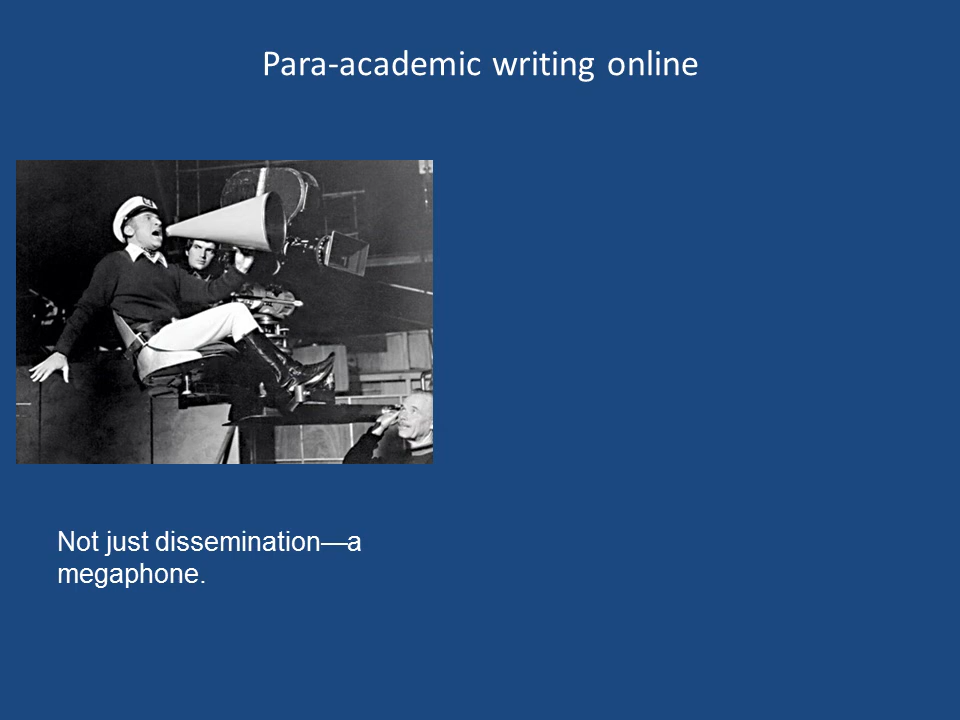 Para-academic writing online
Not just dissemination—a
megaphone.